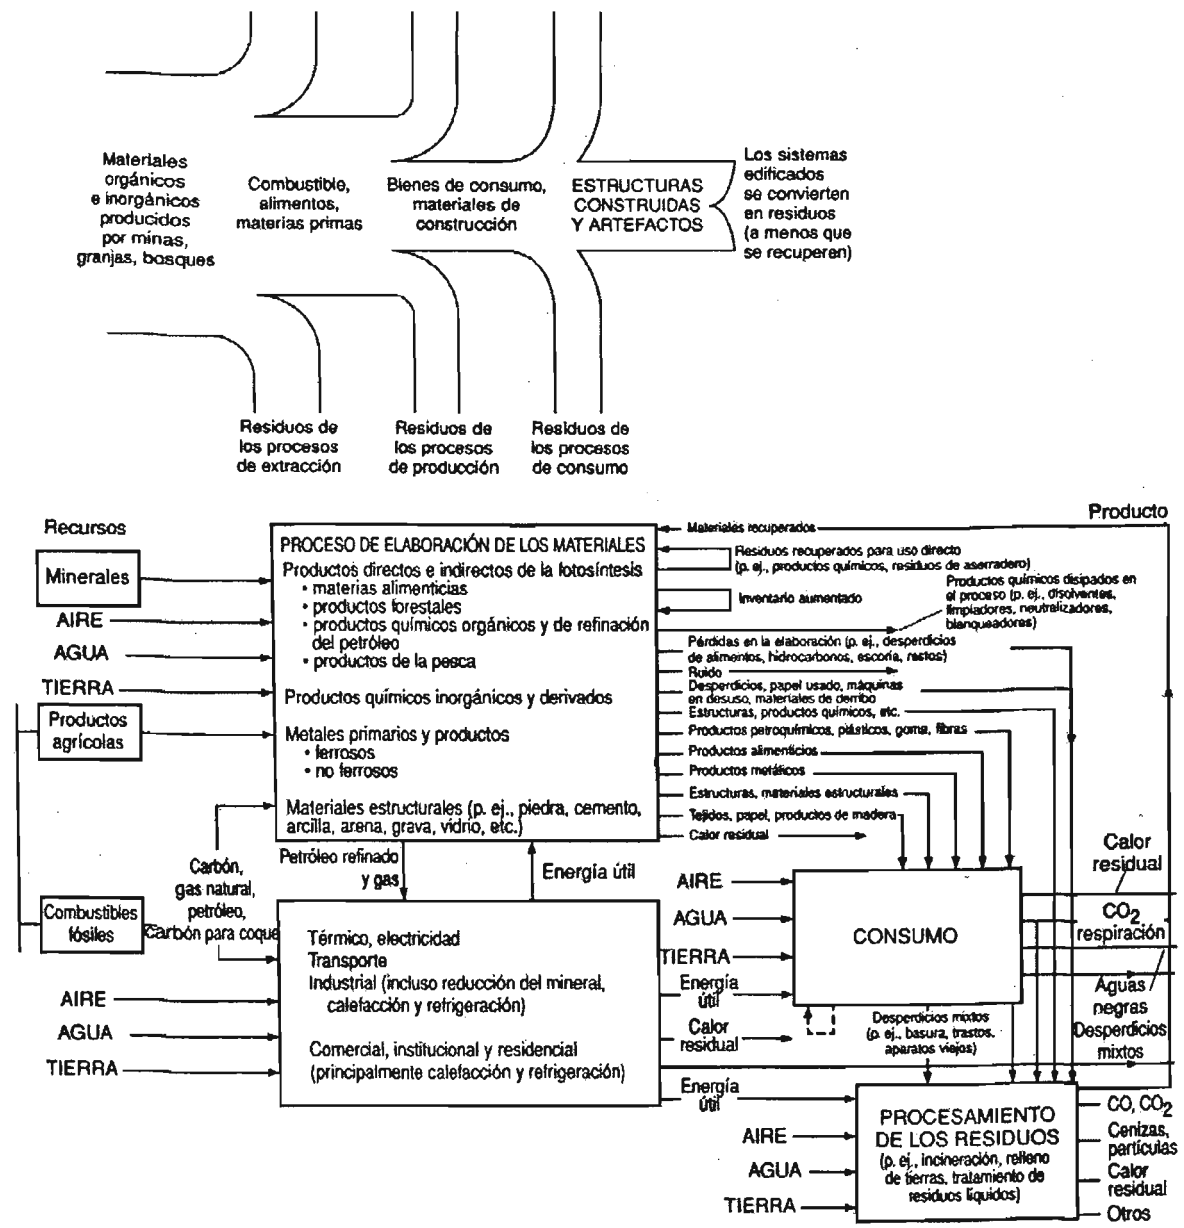 Materiales
orgánicos
e inorgánicos
producidos
por minas,
granjas, bosques
Combustible,
alimentos,
materias primas
Bienes de consumo,
materiales de
construcción
ESTRUCTURAS
CONSTRUIDAS
Y ARTEFACTOS
Los sistemas
edificados
se convierten
en residuos
(a menos que
se recuperen)
Residuos de
los procesos
de extracción
Residuos de
los procesos
de producción
Residuos de
los procesos
de consumo
Recursos
Minerales
AIRE
AGUA
TIERRA
Productos
agrícolas
Carbón,
gas natural,
petróleo,
Carbón para coque
Combustibles
fósiles
AIRE
AGUA
TIERRA
PROCESO DE ELABORACIÓN DE LOS MATERIALES
Productos directos e indirectos de la fotosíntesis
• materias alimenticias
• productos forestales
• productos químicos orgánicos y de refinación
del petróleo
• productos de la pesca
Productos químicos inorgánicos y derivados
Metales primarios y productos
• ferrosos
• no ferrosos
Materiales estructurales (p. ej., piedra, cemento,
arcilla, arena, grava, vidrio, etc.)
Petróleo refinado
y gas
Energía útil
Térmico, electricidad
Transporte
Industrial (incluso reducción del mineral,
calefacción y refrigeración)
Comercial, institucional y residencial
(principalmente calefacción y refrigeración)
Producto
Materiales recuperados
Residuos recuperados para uso directo
(p. ej., productos químicos, residuos de aserradero)
Inventario aumentado
Productos químicos disipados en
el proceso (p. ej., disolventes,
limpiadores, neutralizadores,
blanqueadores)
Pérdidas en la elaboración (p. ej., desperdicios
de alimentos, hidrocarbonos, escoria, restos)
Ruido
Desperdicios, papel usado, máquinas
en desuso, materiales de derribo
Estructuras, productos químicos, etc.
Productos petroquímicos, plásticos, goma, fibras
Productos alimenticios
Productos metálicos
Estructuras, materiales estructurales
Tejidos, papel, productos de madera
Calor residual
AIRE
AGUA
TIERRA
Energía
útil
CONSUMO
Calor
residual
CO2
respiración
Aguas
negras
Desperdicios
mixtos
Calor
residual
Desperdicios mixtos
(p. ej., basura, trastos,
aparatos viejos)
Energía
útil
AIRE
AGUA
TIERRA
PROCESAMIENTO
DE LOS RESIDUOS
(p. ej., incineración, relleno
de tierras, tratamiento de
residuos líquidos)
CO, CO2
Cenizas,
partículas
Calor
residual
Otros